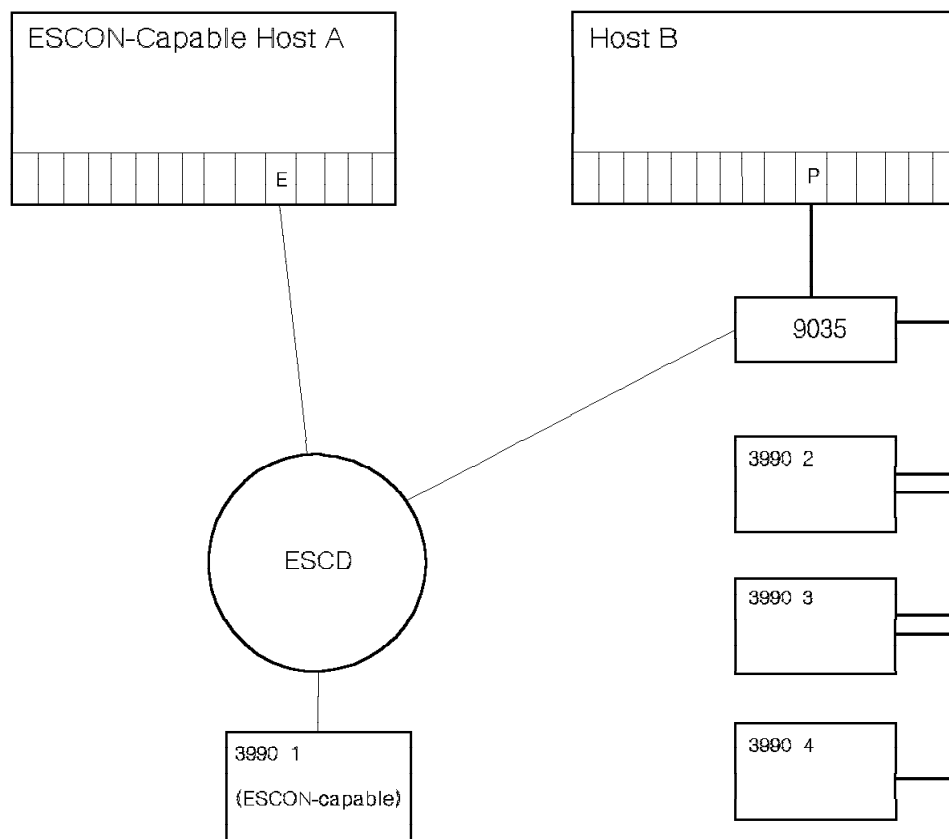 ESCON-Capable Host A
Host B
E
P
9035
3990 2
ESCD
3990 3
3990 4
3990 1
(ESCON-capable)